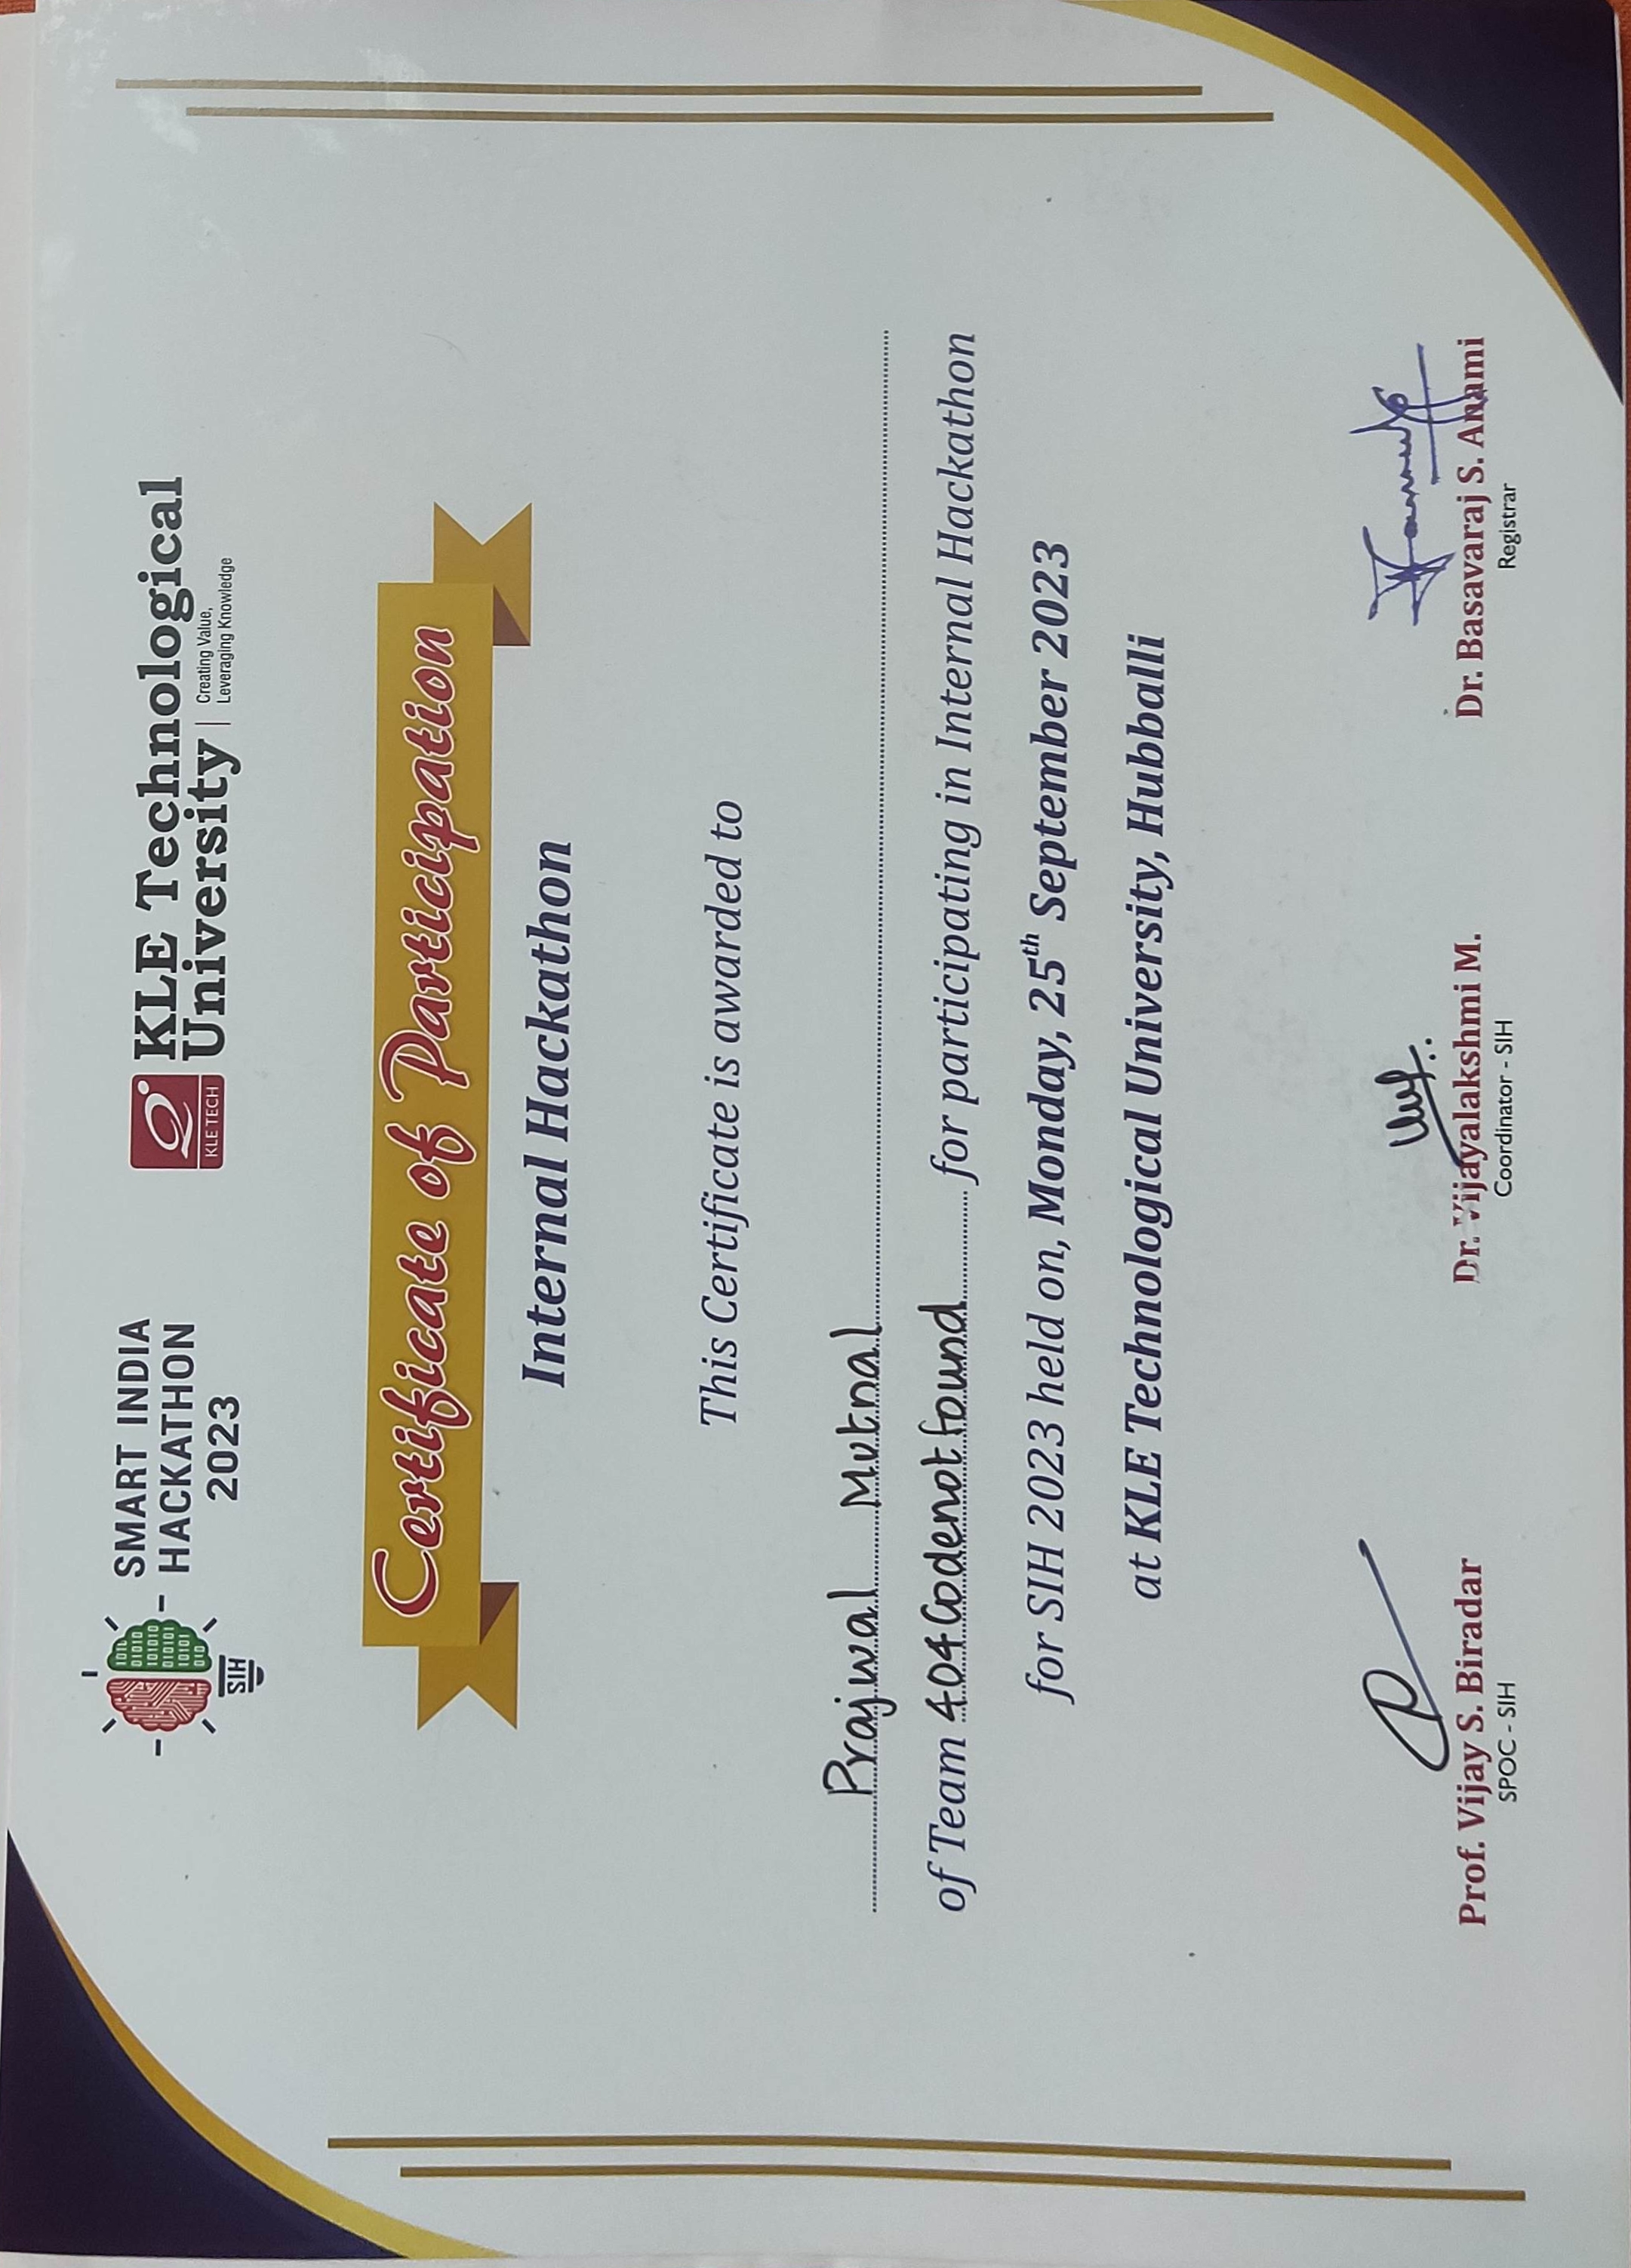 SMART INDIA
HACKATHON
2023
SIH
KLE TECH
KLE Technological
University
Creating Value,
Leveraging Knowledge
Certificate of Participation
Internal Hackathon
This Certificate is awarded to
Prajwal Mutnal
of Team 404Codenotfound for participating in Internal Hackathon
for SIH 2023 held on, Monday, 25th September 2023
at KLE Technological University, Hubballi
Prof. Vijay S. Biradar
SPOC - SIH
Dr. Vijayalakshmi M.
Coordinator - SIH
Dr. Basavaraj S. Anami
Registrar